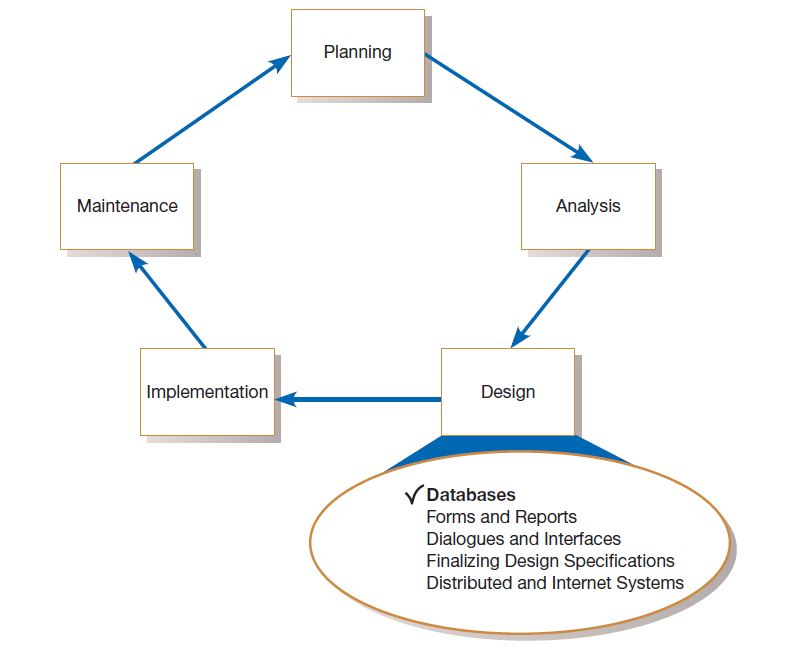 Planning
Maintenance
Analysis
Implementation
Design
✓Databases
Forms and Reports
Dialogues and Interfaces
Finalizing Design Specifications
Distributed and Internet Systems